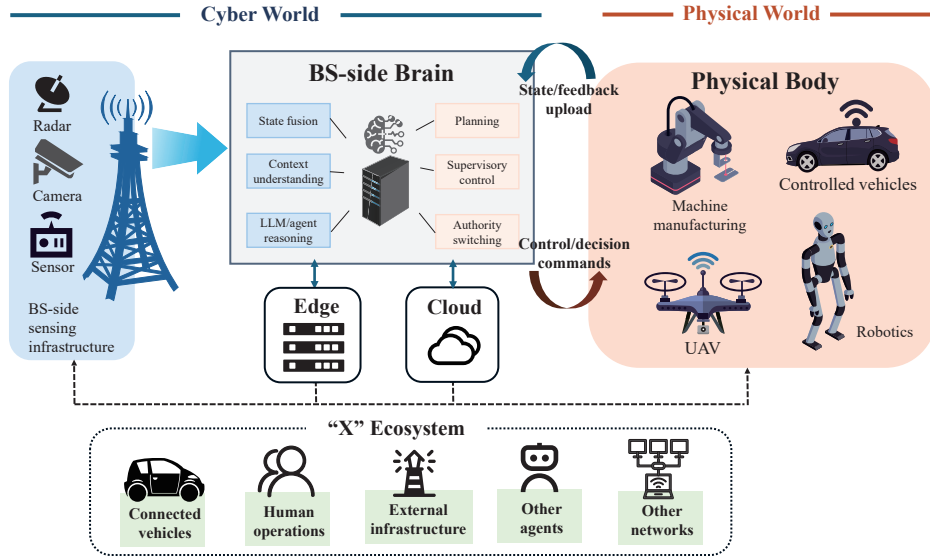 Cyber World
Physical World
Radar
Camera
Sensor
BS-side
sensing
infrastructure
BS-side Brain
State fusion
Context
understanding
LLM/agent
reasoning
Planning
Supervisory
control
Authority
switching
State/feedback
upload
Control/decision
commands
Physical Body
Machine
manufacturing
Controlled vehicles
UAV
Robotics
Edge
Cloud
“X” Ecosystem
Connected
vehicles
Human
operations
External
infrastructure
Other
agents
Other
networks